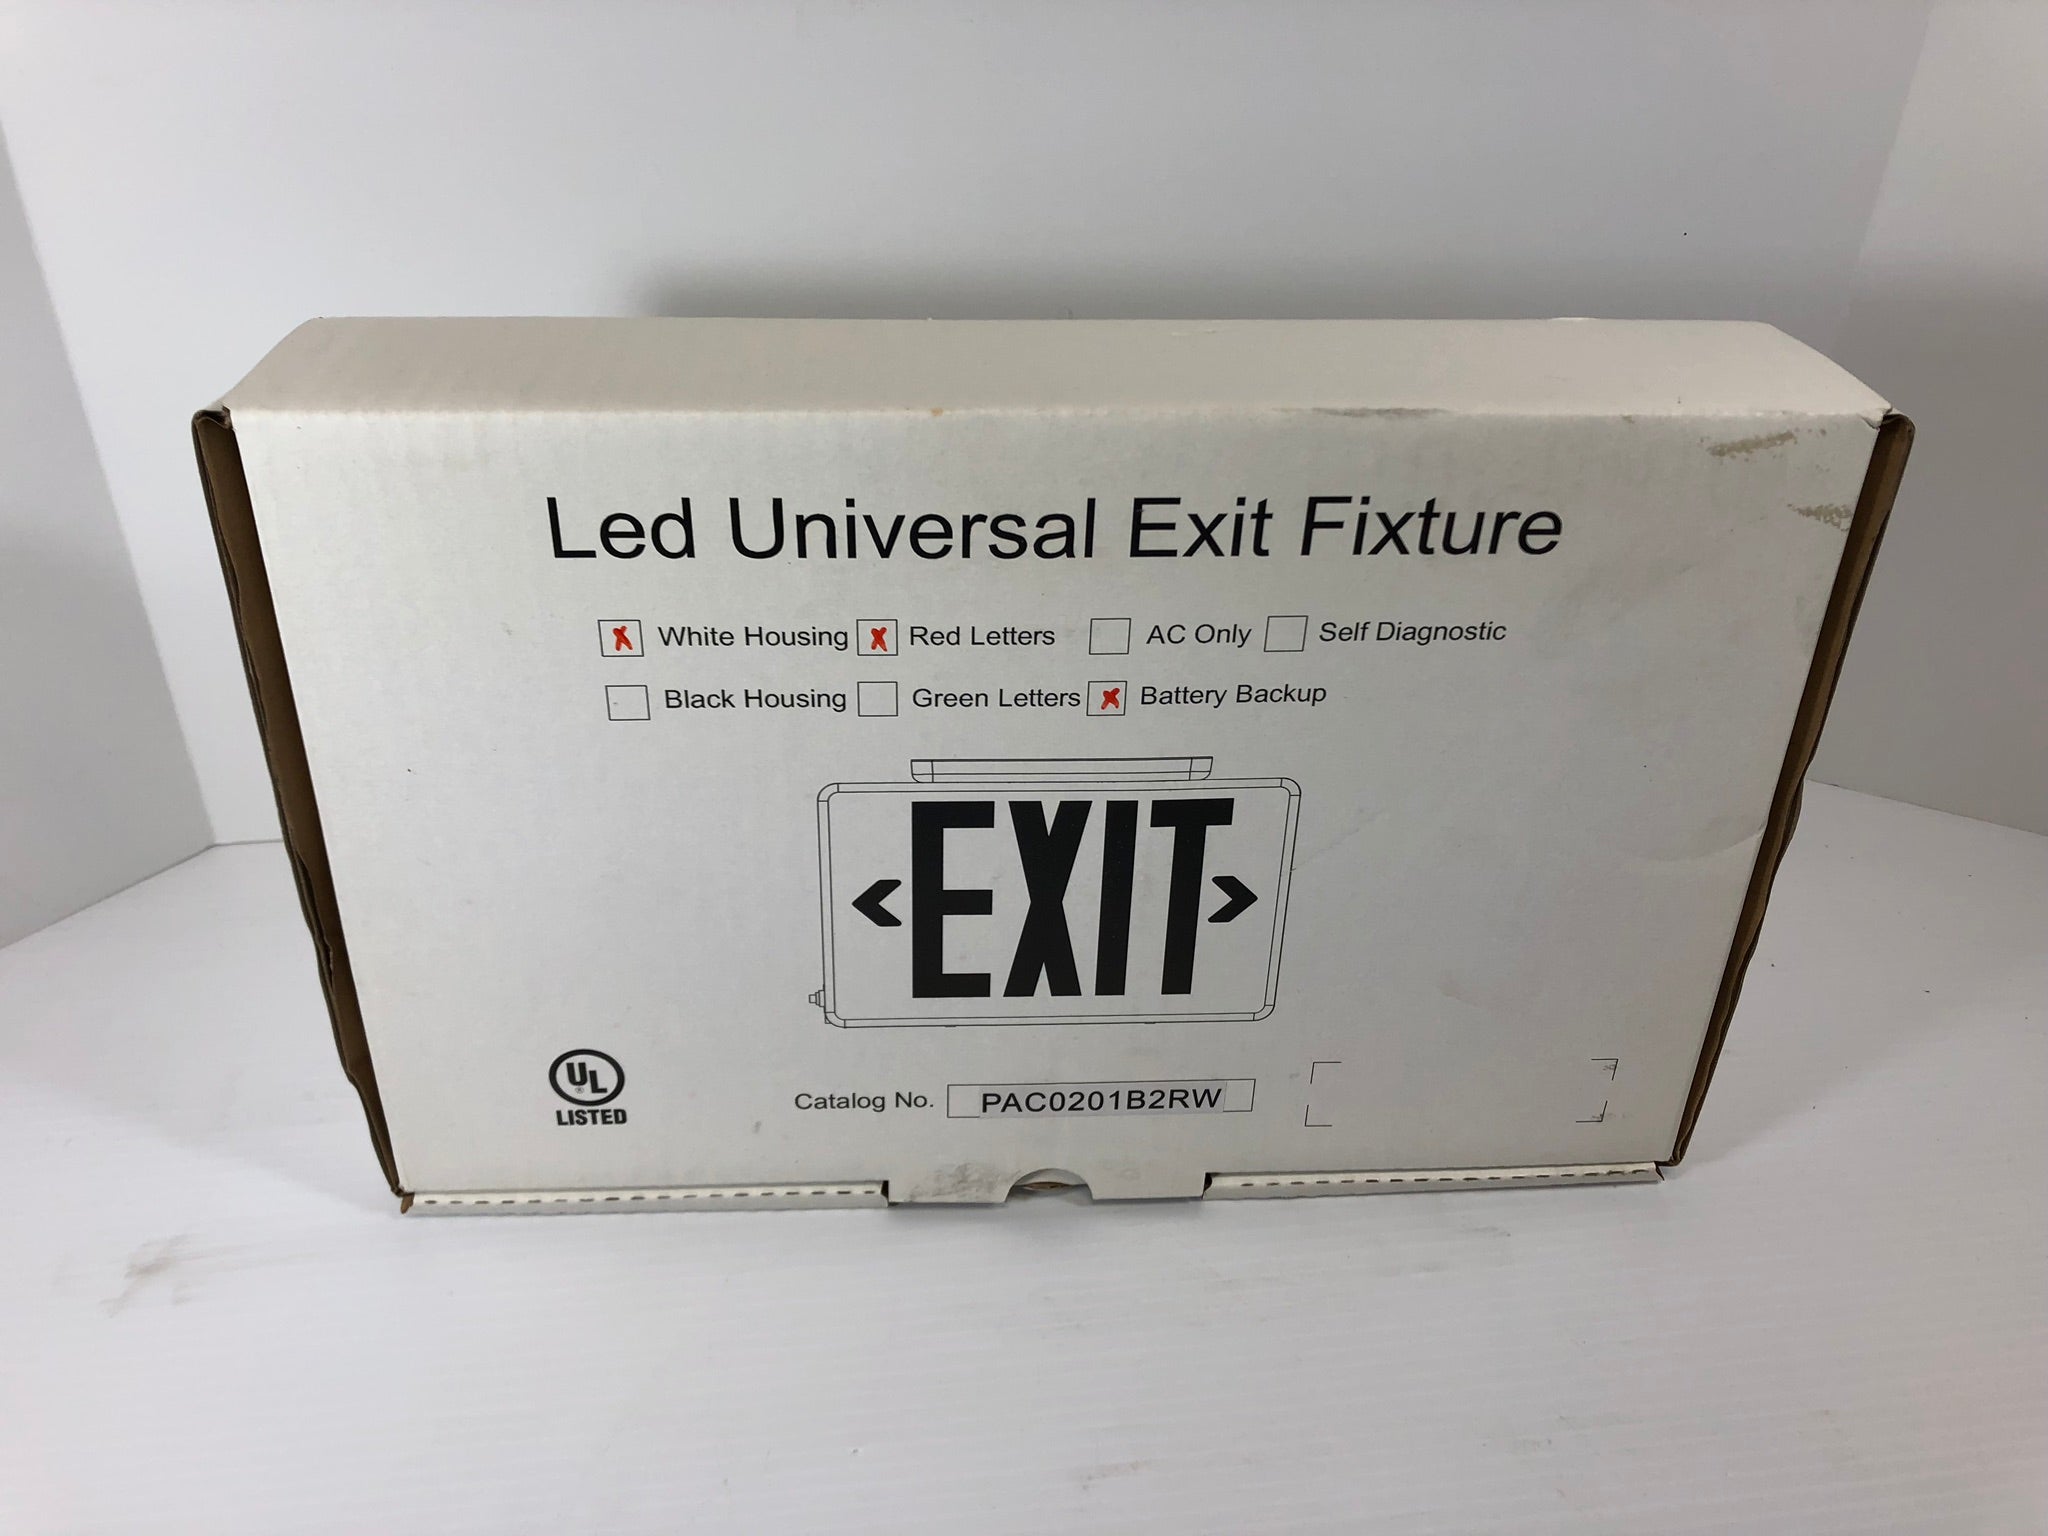 Led Universal Exit Fixture
White Housing Red Letters AC Only Self Diagnostic
Black Housing Green Letters Battery Backup
<EXIT>
UL
®
LISTED
Catalog No. PAC0201B2RW